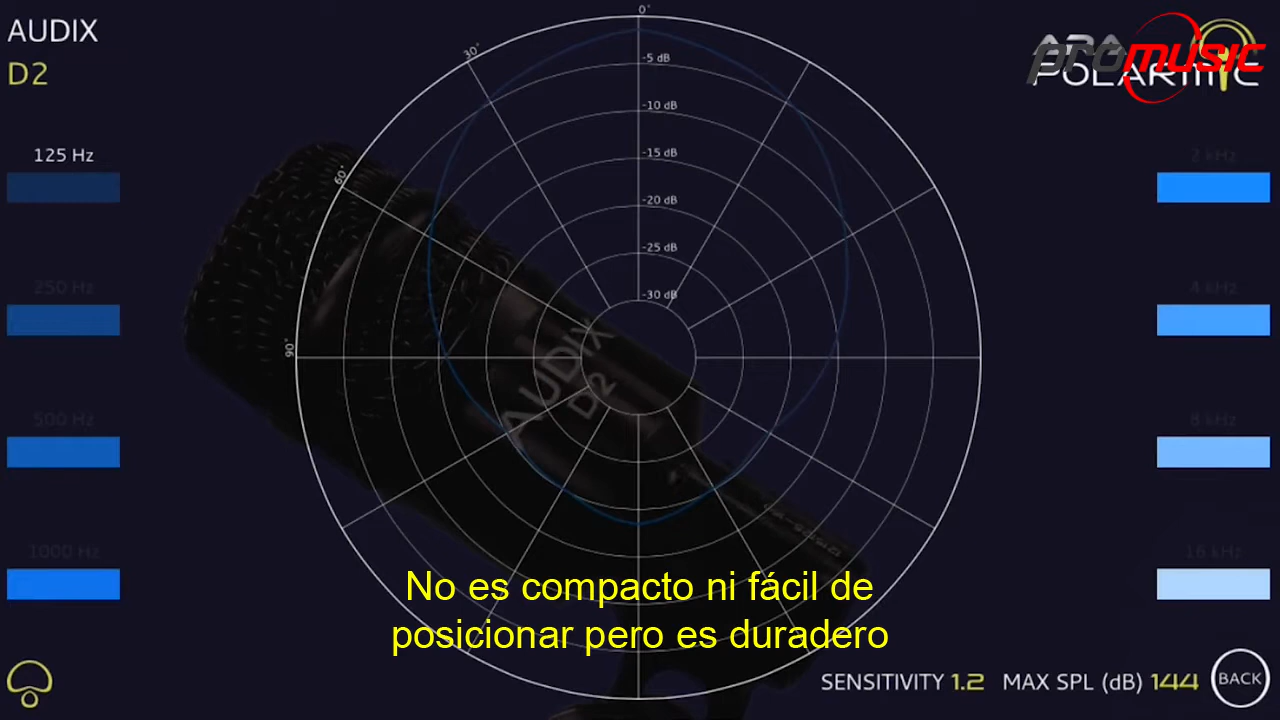 AUDIX
D2
APA
POLARMIC
promusic
0°
30°
60°
90°
-5 dB
-10 dB
-15 dB
-20 dB
-25 dB
-30 dB
125 Hz
250 Hz
500 Hz
1000 Hz
2 kHz
4 kHz
8 kHz
16 kHz
AUDIX
D2
No es compacto ni fácil de
posicionar pero es duradero
SENSITIVITY 1.2 MAX SPL (dB) 144
BACK